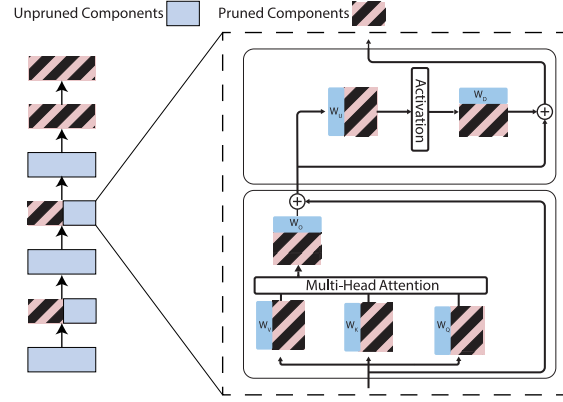 Unpruned Components
Pruned Components
W_U
Activation
W_D
W_O
Multi-Head Attention
W_V
W_K
W_Q